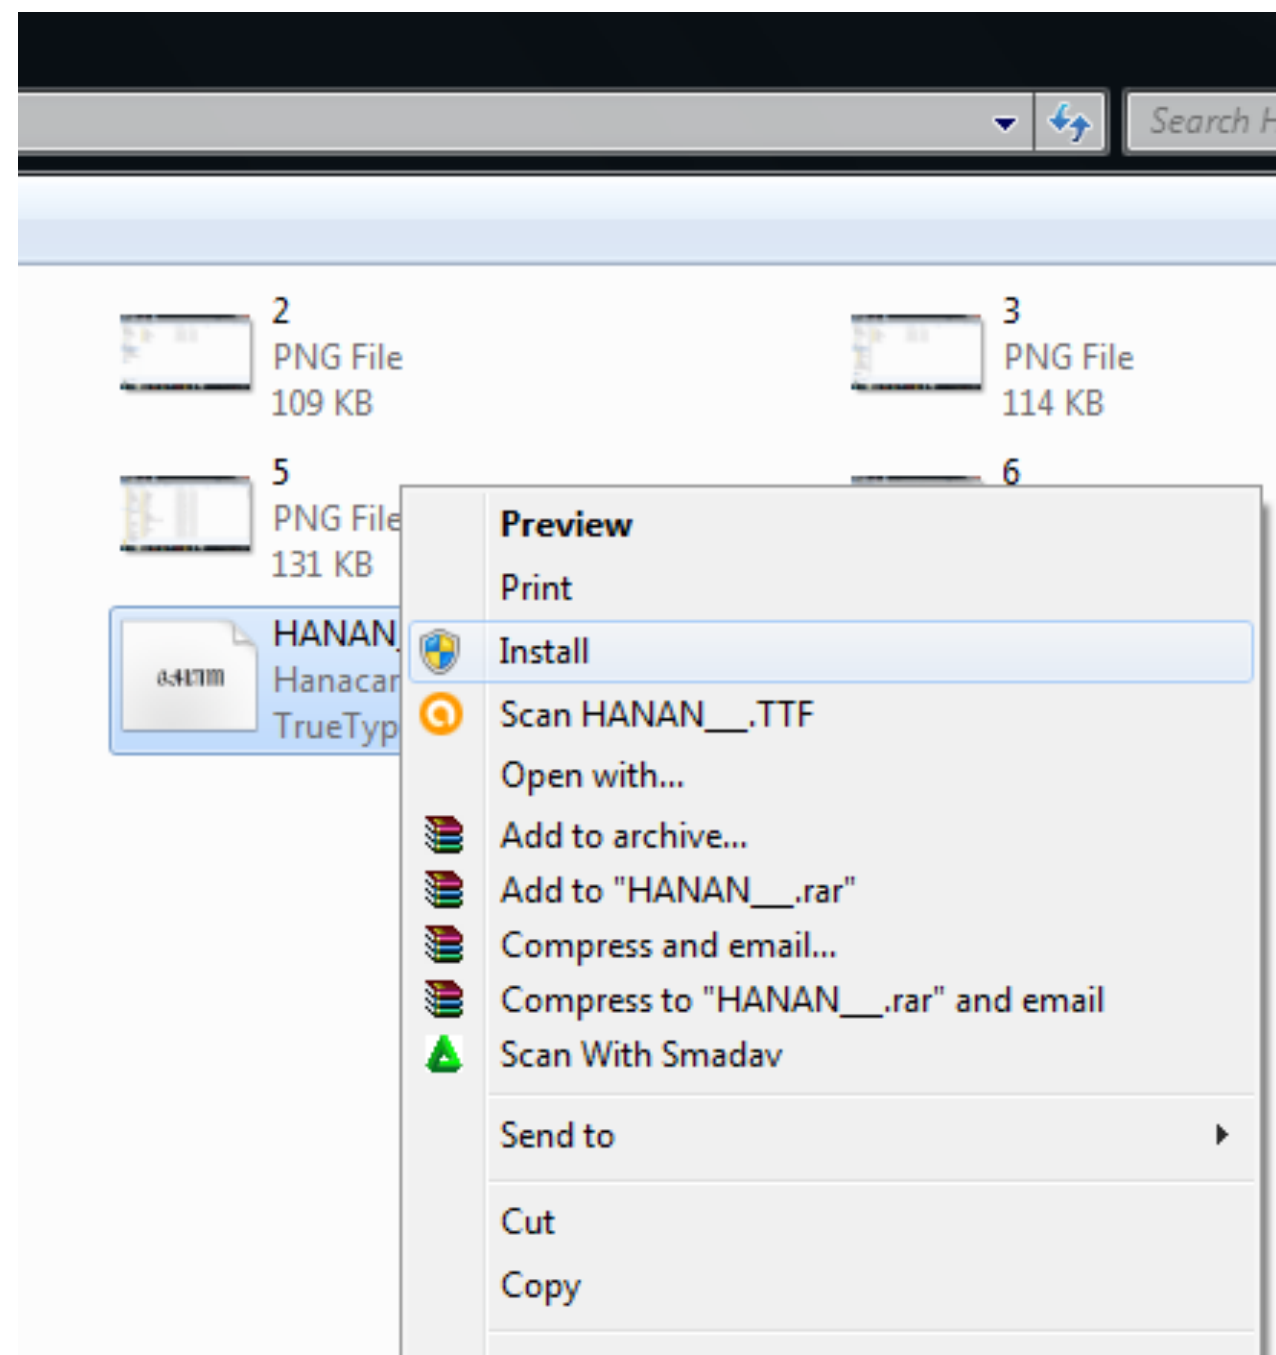 Search H
2
PNG File
109 KB
3
PNG File
114 KB
5
PNG File
131 KB
6
HANAN_
Hanacar
TrueTyp
Preview
Print
Install
Scan HANAN__.TTF
Open with...
Add to archive...
Add to "HANAN__.rar"
Compress and email...
Compress to "HANAN__.rar" and email
Scan With Smadav
Send to
Cut
Copy